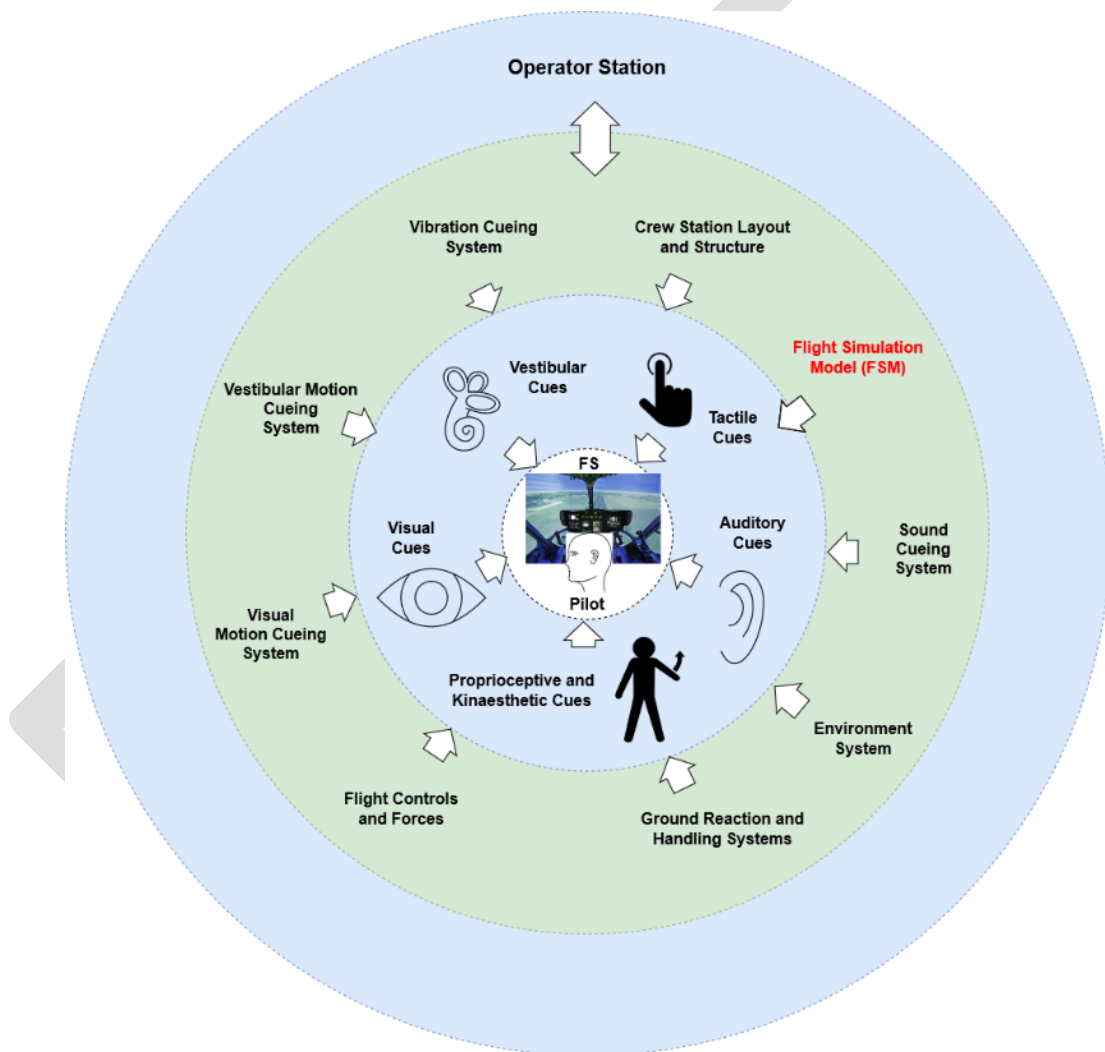 Operator Station
Vibration Cueing
System
Crew Station Layout
and Structure
Flight Simulation
Model (FSM)
Vestibular
Cues
Vestibular Motion
Cueing
System
Tactile
Cues
FS
Visual
Cues
Auditory
Cues
Sound
Cueing
System
Pilot
Visual
Motion Cueing
System
Proprioceptive and
Kinaesthetic Cues
Environment
System
Flight Controls
and Forces
Ground Reaction and
Handling Systems